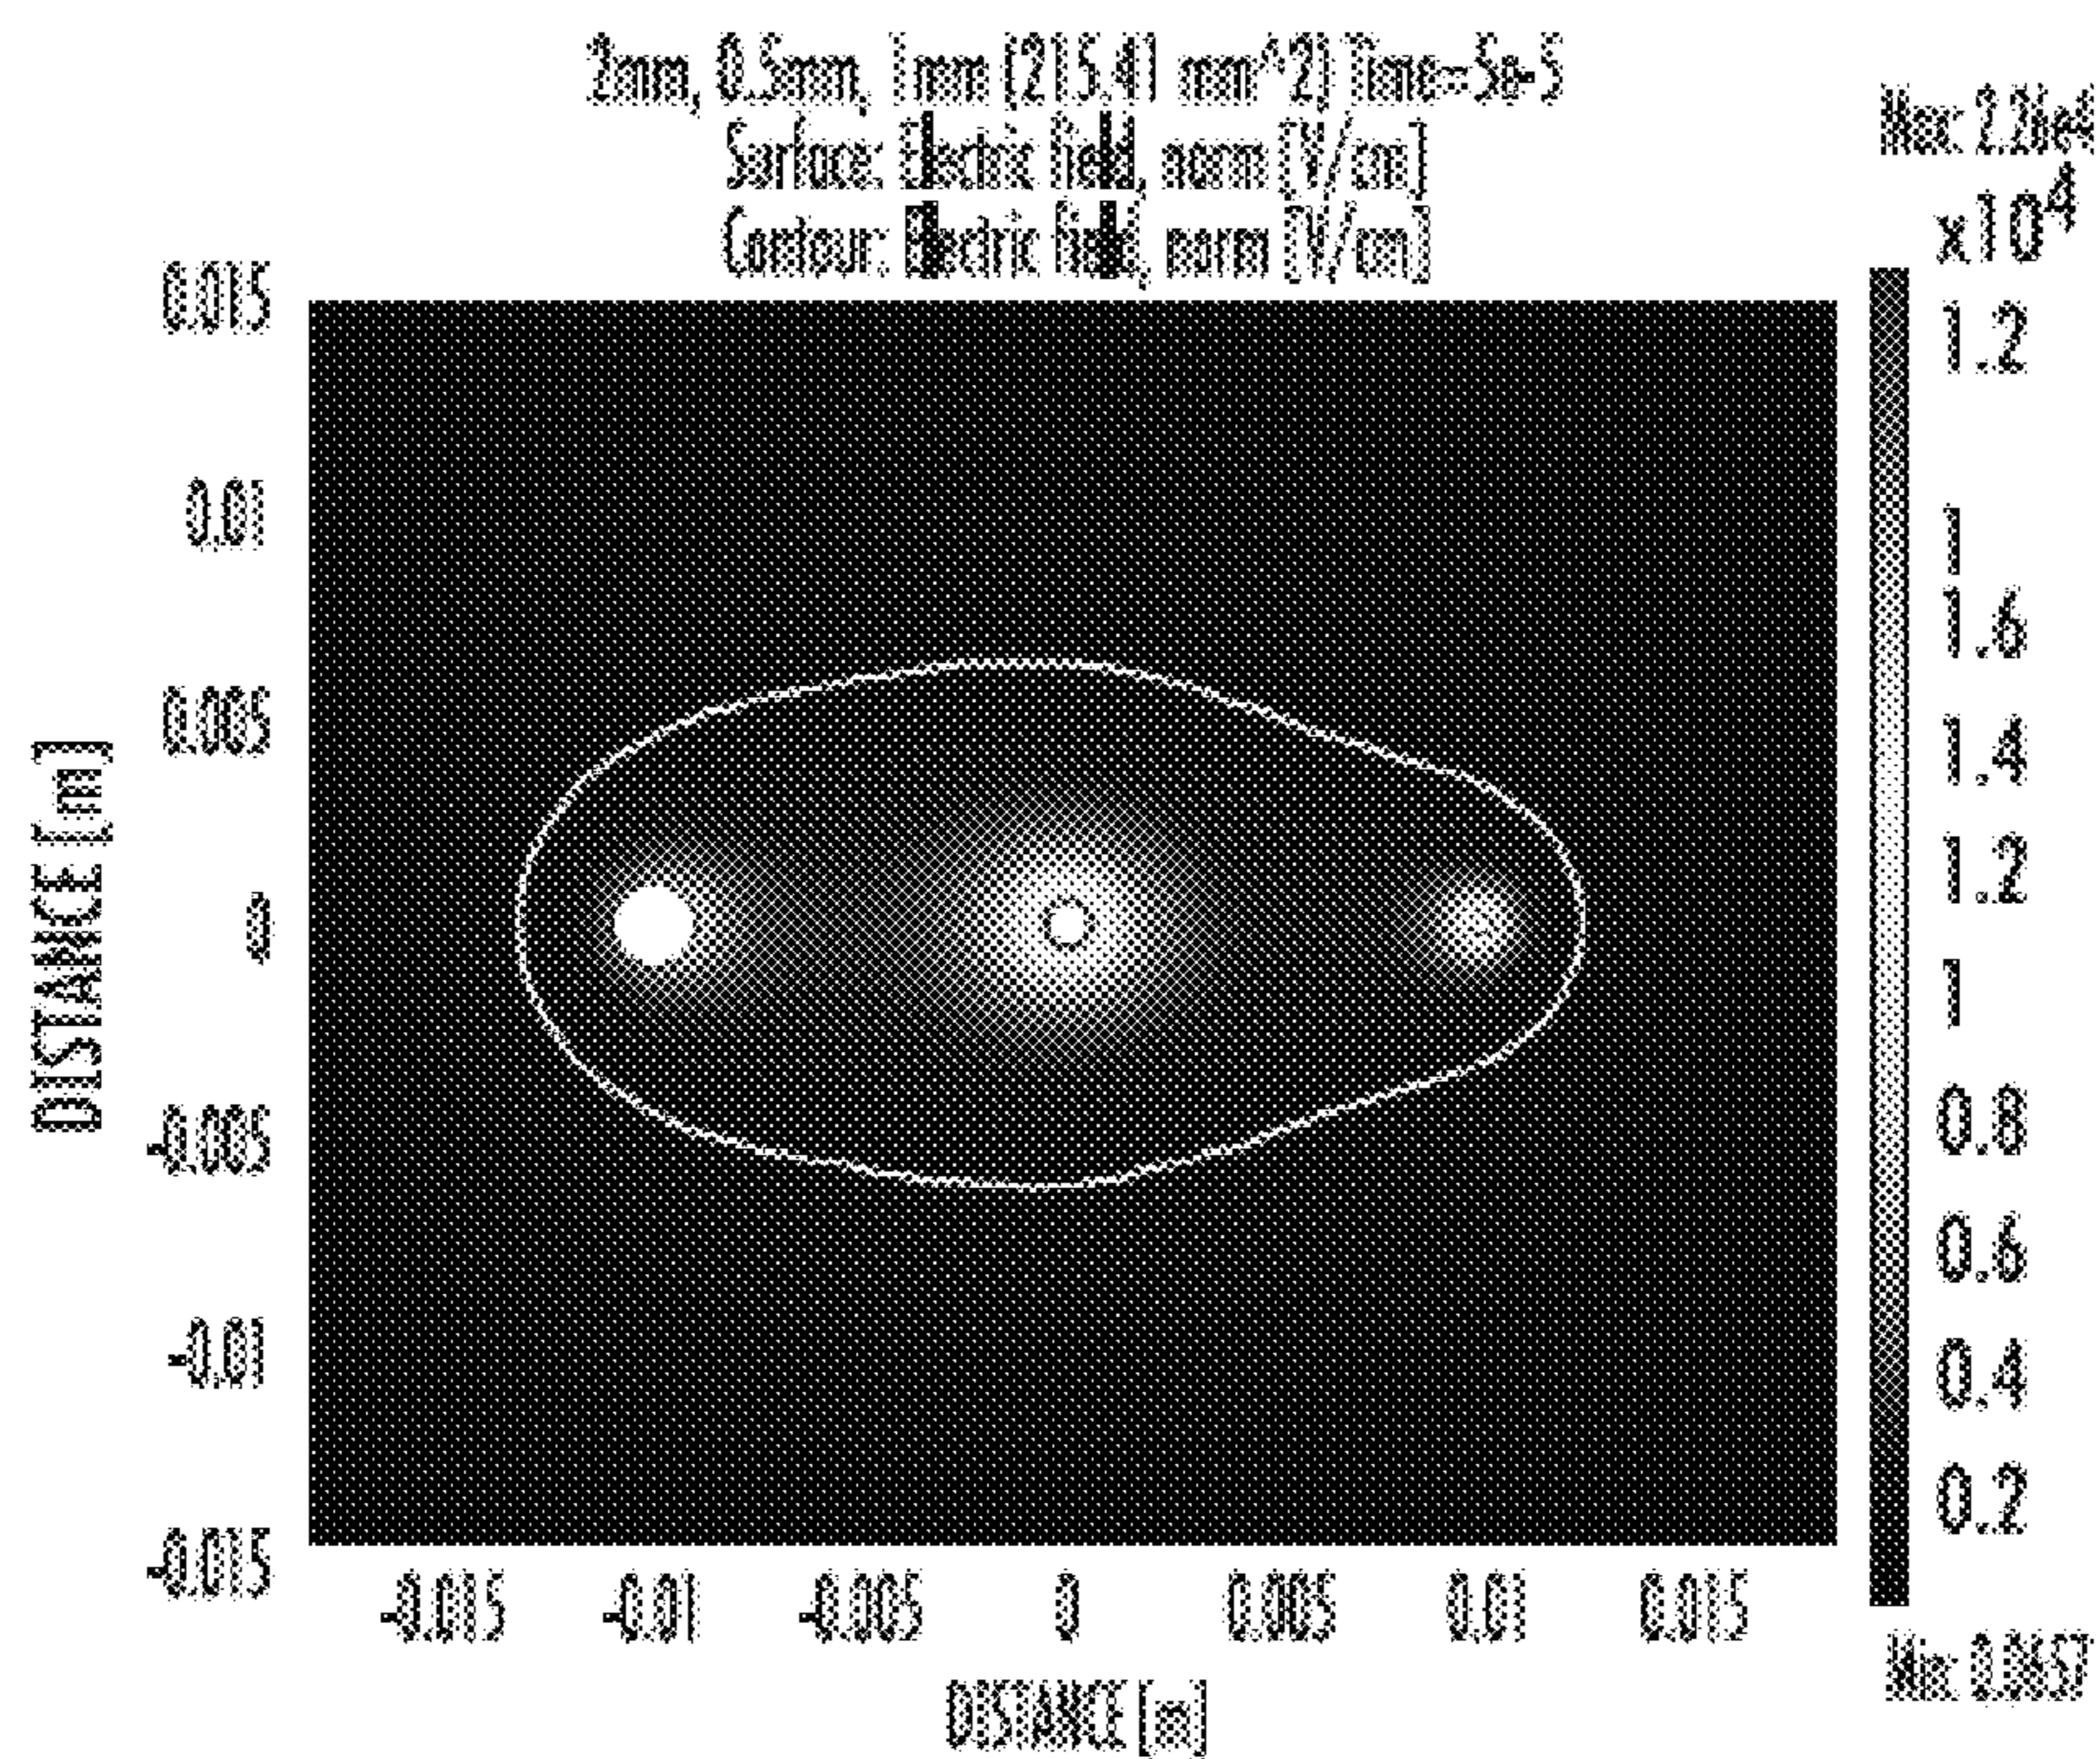 2mm, 0.5mm, 1mm (215.41 mm^2) Time=5e-5
Surface: Electric field, norm [V/cm]
Contour: Electric field, norm [V/cm]
Max: 2.26e4
x10^4
0.015
0.01
0.005
0
-0.005
-0.01
-0.015
DISTANCE [m]
1.2
1
1.6
1.4
1.2
1
0.8
0.6
0.4
0.2
-0.015 -0.01 -0.005 0 0.005 0.01 0.015
DISTANCE [m]
Min: 0.0657